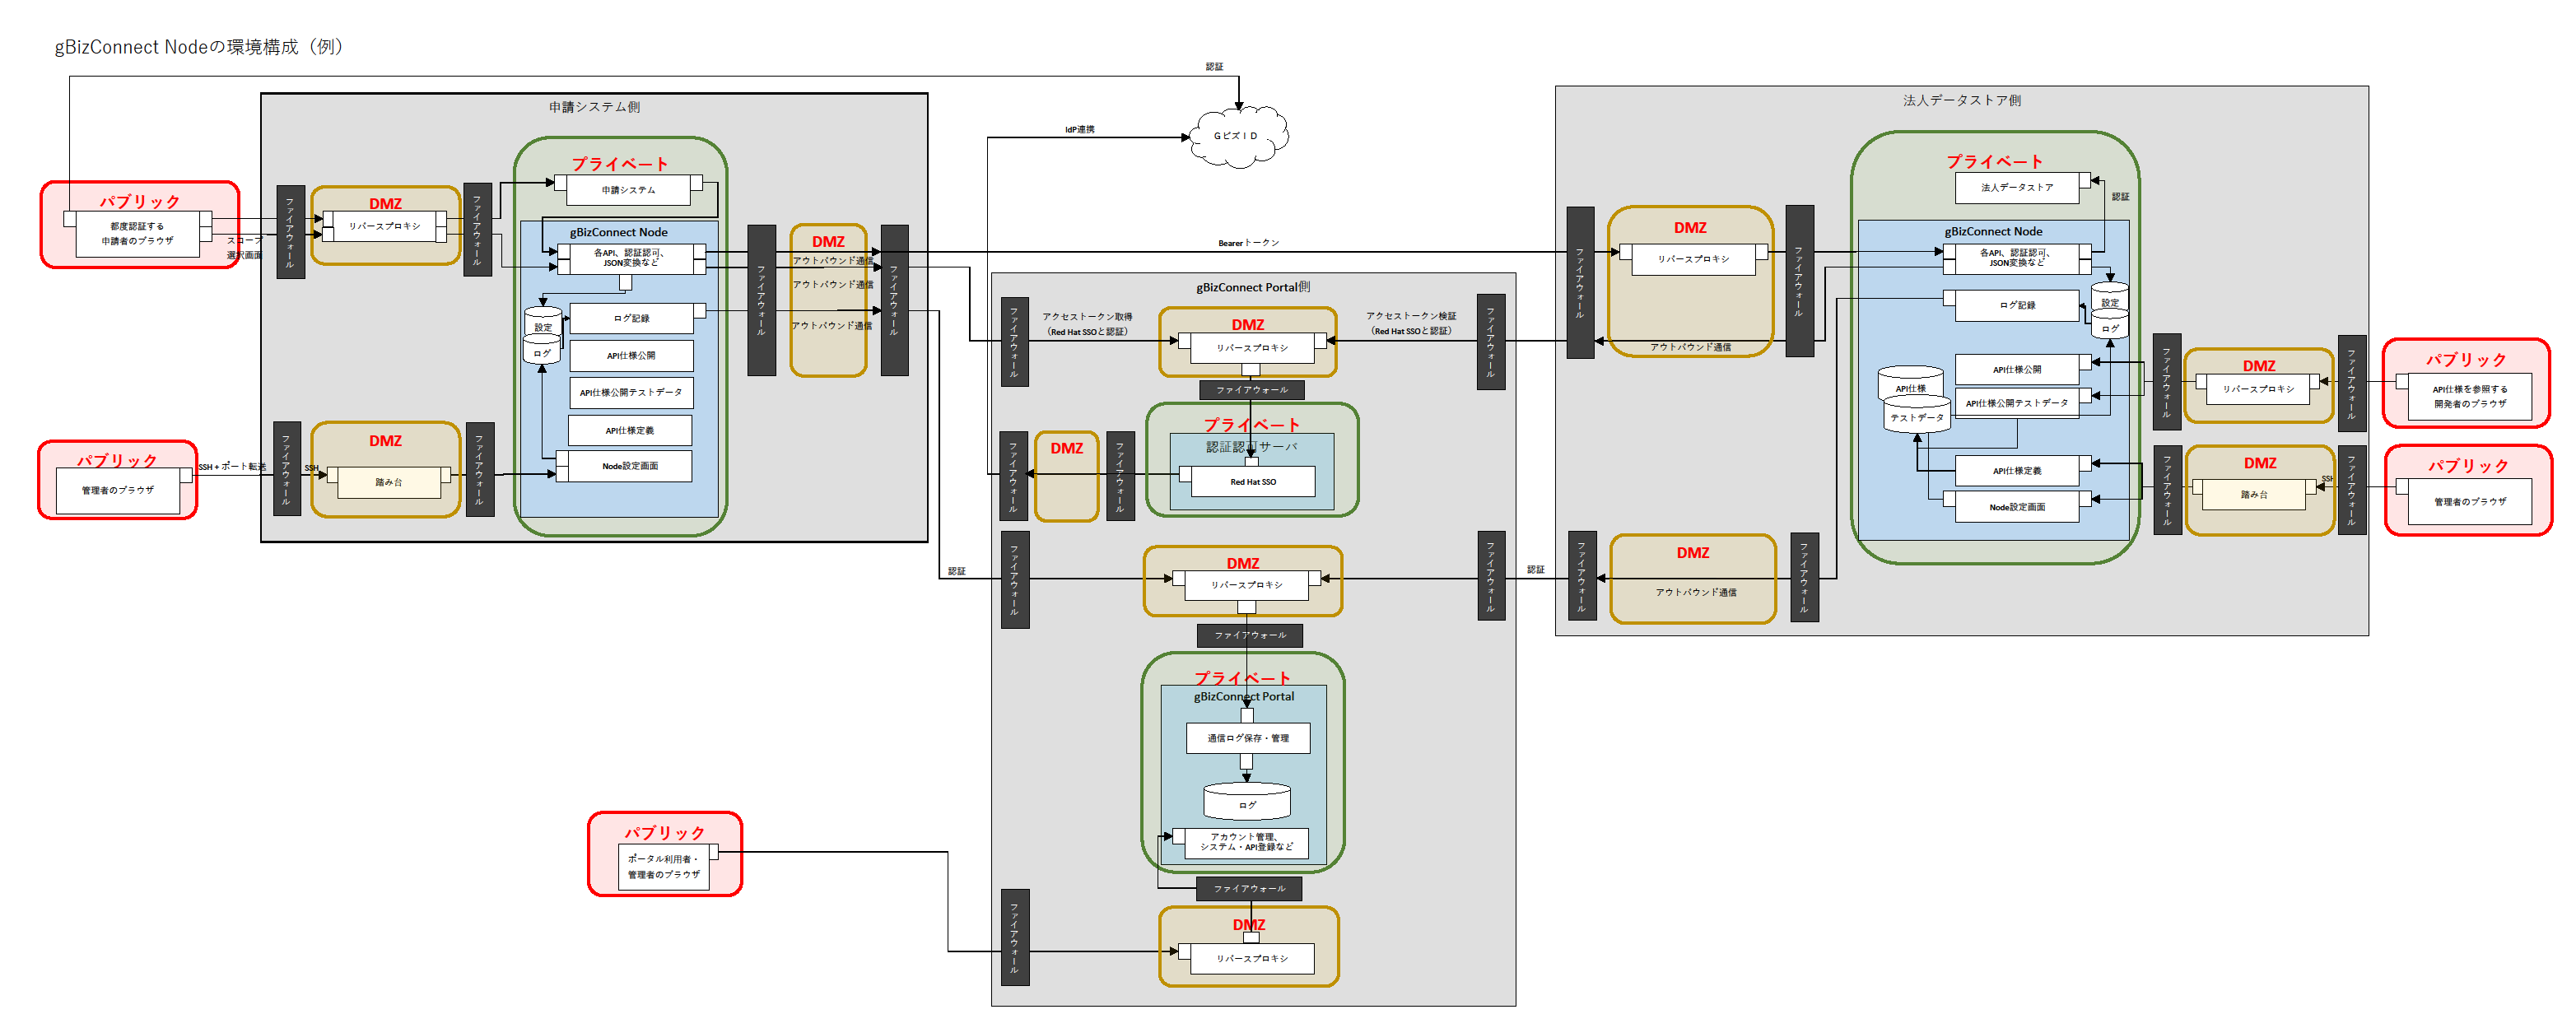 gBizConnect Nodeの環境構成（例）
認証
IdP連携
GビズID
申請システム側
パブリック
都度認証する
申請者のブラウザ
スコープ
選択画面
ファイアウォール
DMZ
リバースプロキシ
ファイアウォール
プライベート
申請システム
gBizConnect Node
各API、認証認可、
JSON変換など
設定
ログ
ログ記録
API仕様公開
API仕様公開テストデータ
API仕様定義
Node設定画面
ファイアウォール
DMZ
アウトバウンド通信
アウトバウンド通信
アウトバウンド通信
ファイアウォール
パブリック
管理者のブラウザ
SSH + ポート転送
ファイアウォール
SSH
DMZ
踏み台
ファイアウォール
Bearerトークン
認証
gBizConnect Portal側
ファイアウォール
アクセストークン取得
（Red Hat SSOと認証）
DMZ
リバースプロキシ
アクセストークン検証
（Red Hat SSOと認証）
ファイアウォール
ファイアウォール
プライベート
認証認可サーバ
Red Hat SSO
ファイアウォール
DMZ
ファイアウォール
ファイアウォール
DMZ
リバースプロキシ
ファイアウォール
認証
ファイアウォール
プライベート
gBizConnect Portal
通信ログ保存・管理
ログ
アカウント管理、
システム・API登録など
ファイアウォール
DMZ
リバースプロキシ
ファイアウォール
パブリック
ポータル利用者・
管理者のブラウザ
法人データストア側
ファイアウォール
DMZ
リバースプロキシ
アウトバウンド通信
ファイアウォール
プライベート
法人データストア
認証
gBizConnect Node
各API、認証認可、
JSON変換など
設定
ログ
ログ記録
API仕様公開
API仕様公開テストデータ
API仕様
テストデータ
API仕様定義
Node設定画面
ファイアウォール
DMZ
アウトバウンド通信
ファイアウォール
ファイアウォール
DMZ
リバースプロキシ
ファイアウォール
パブリック
API仕様を参照する
開発者のブラウザ
ファイアウォール
DMZ
踏み台
SSH
ファイアウォール
パブリック
管理者のブラウザ